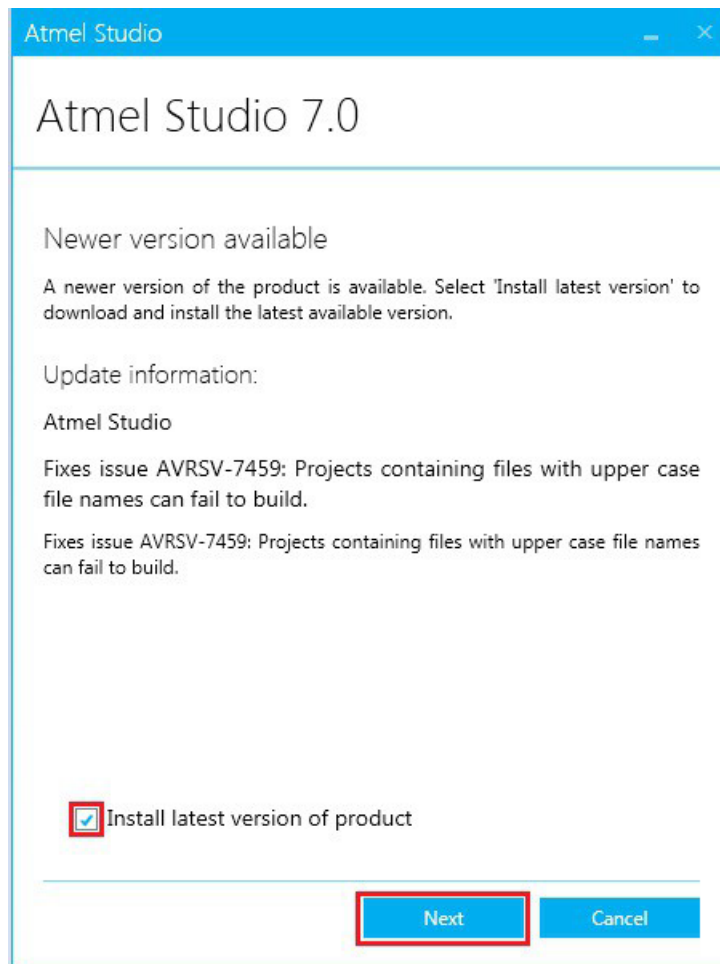 Atmel Studio
Atmel Studio 7.0
Newer version available
A newer version of the product is available. Select 'Install latest version' to
download and install the latest available version.
Update information:
Atmel Studio
Fixes issue AVRSV-7459: Projects containing files with upper case
file names can fail to build.
Fixes issue AVRSV-7459: Projects containing files with upper case file names
can fail to build.
Install latest version of product
Next
Cancel